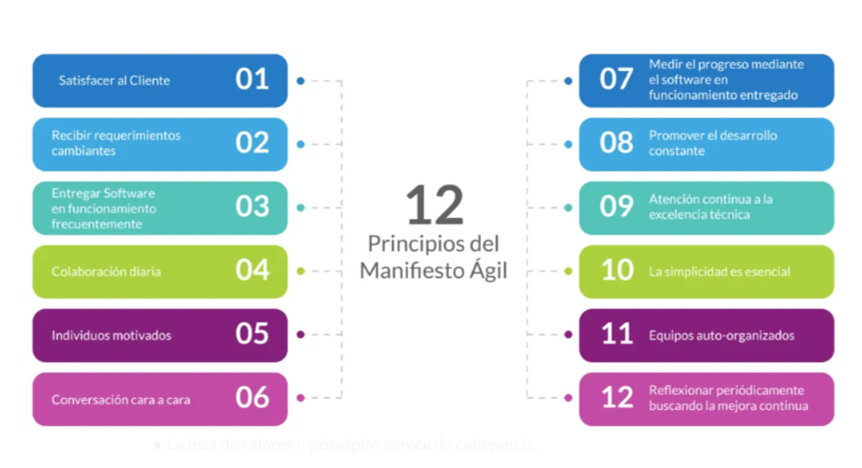 Satisfacer al Cliente
01
Recibir requerimientos
cambiantes
02
Entregar Software
en funcionamiento
frecuentemente
03
Colaboración diaria
04
Individuos motivados
05
Conversación cara a cara
06
12
Principios del
Manifiesto Ágil
07
Medir el progreso mediante
el software en
funcionamiento entregado
08
Promover el desarrollo
constante
09
Atención continua a la
excelencia técnica
10
La simplicidad es esencial
11
Equipos auto-organizados
12
Reflexionar periódicamente
buscando la mejora continua
• La lista de valores y principios carece de coherencia.